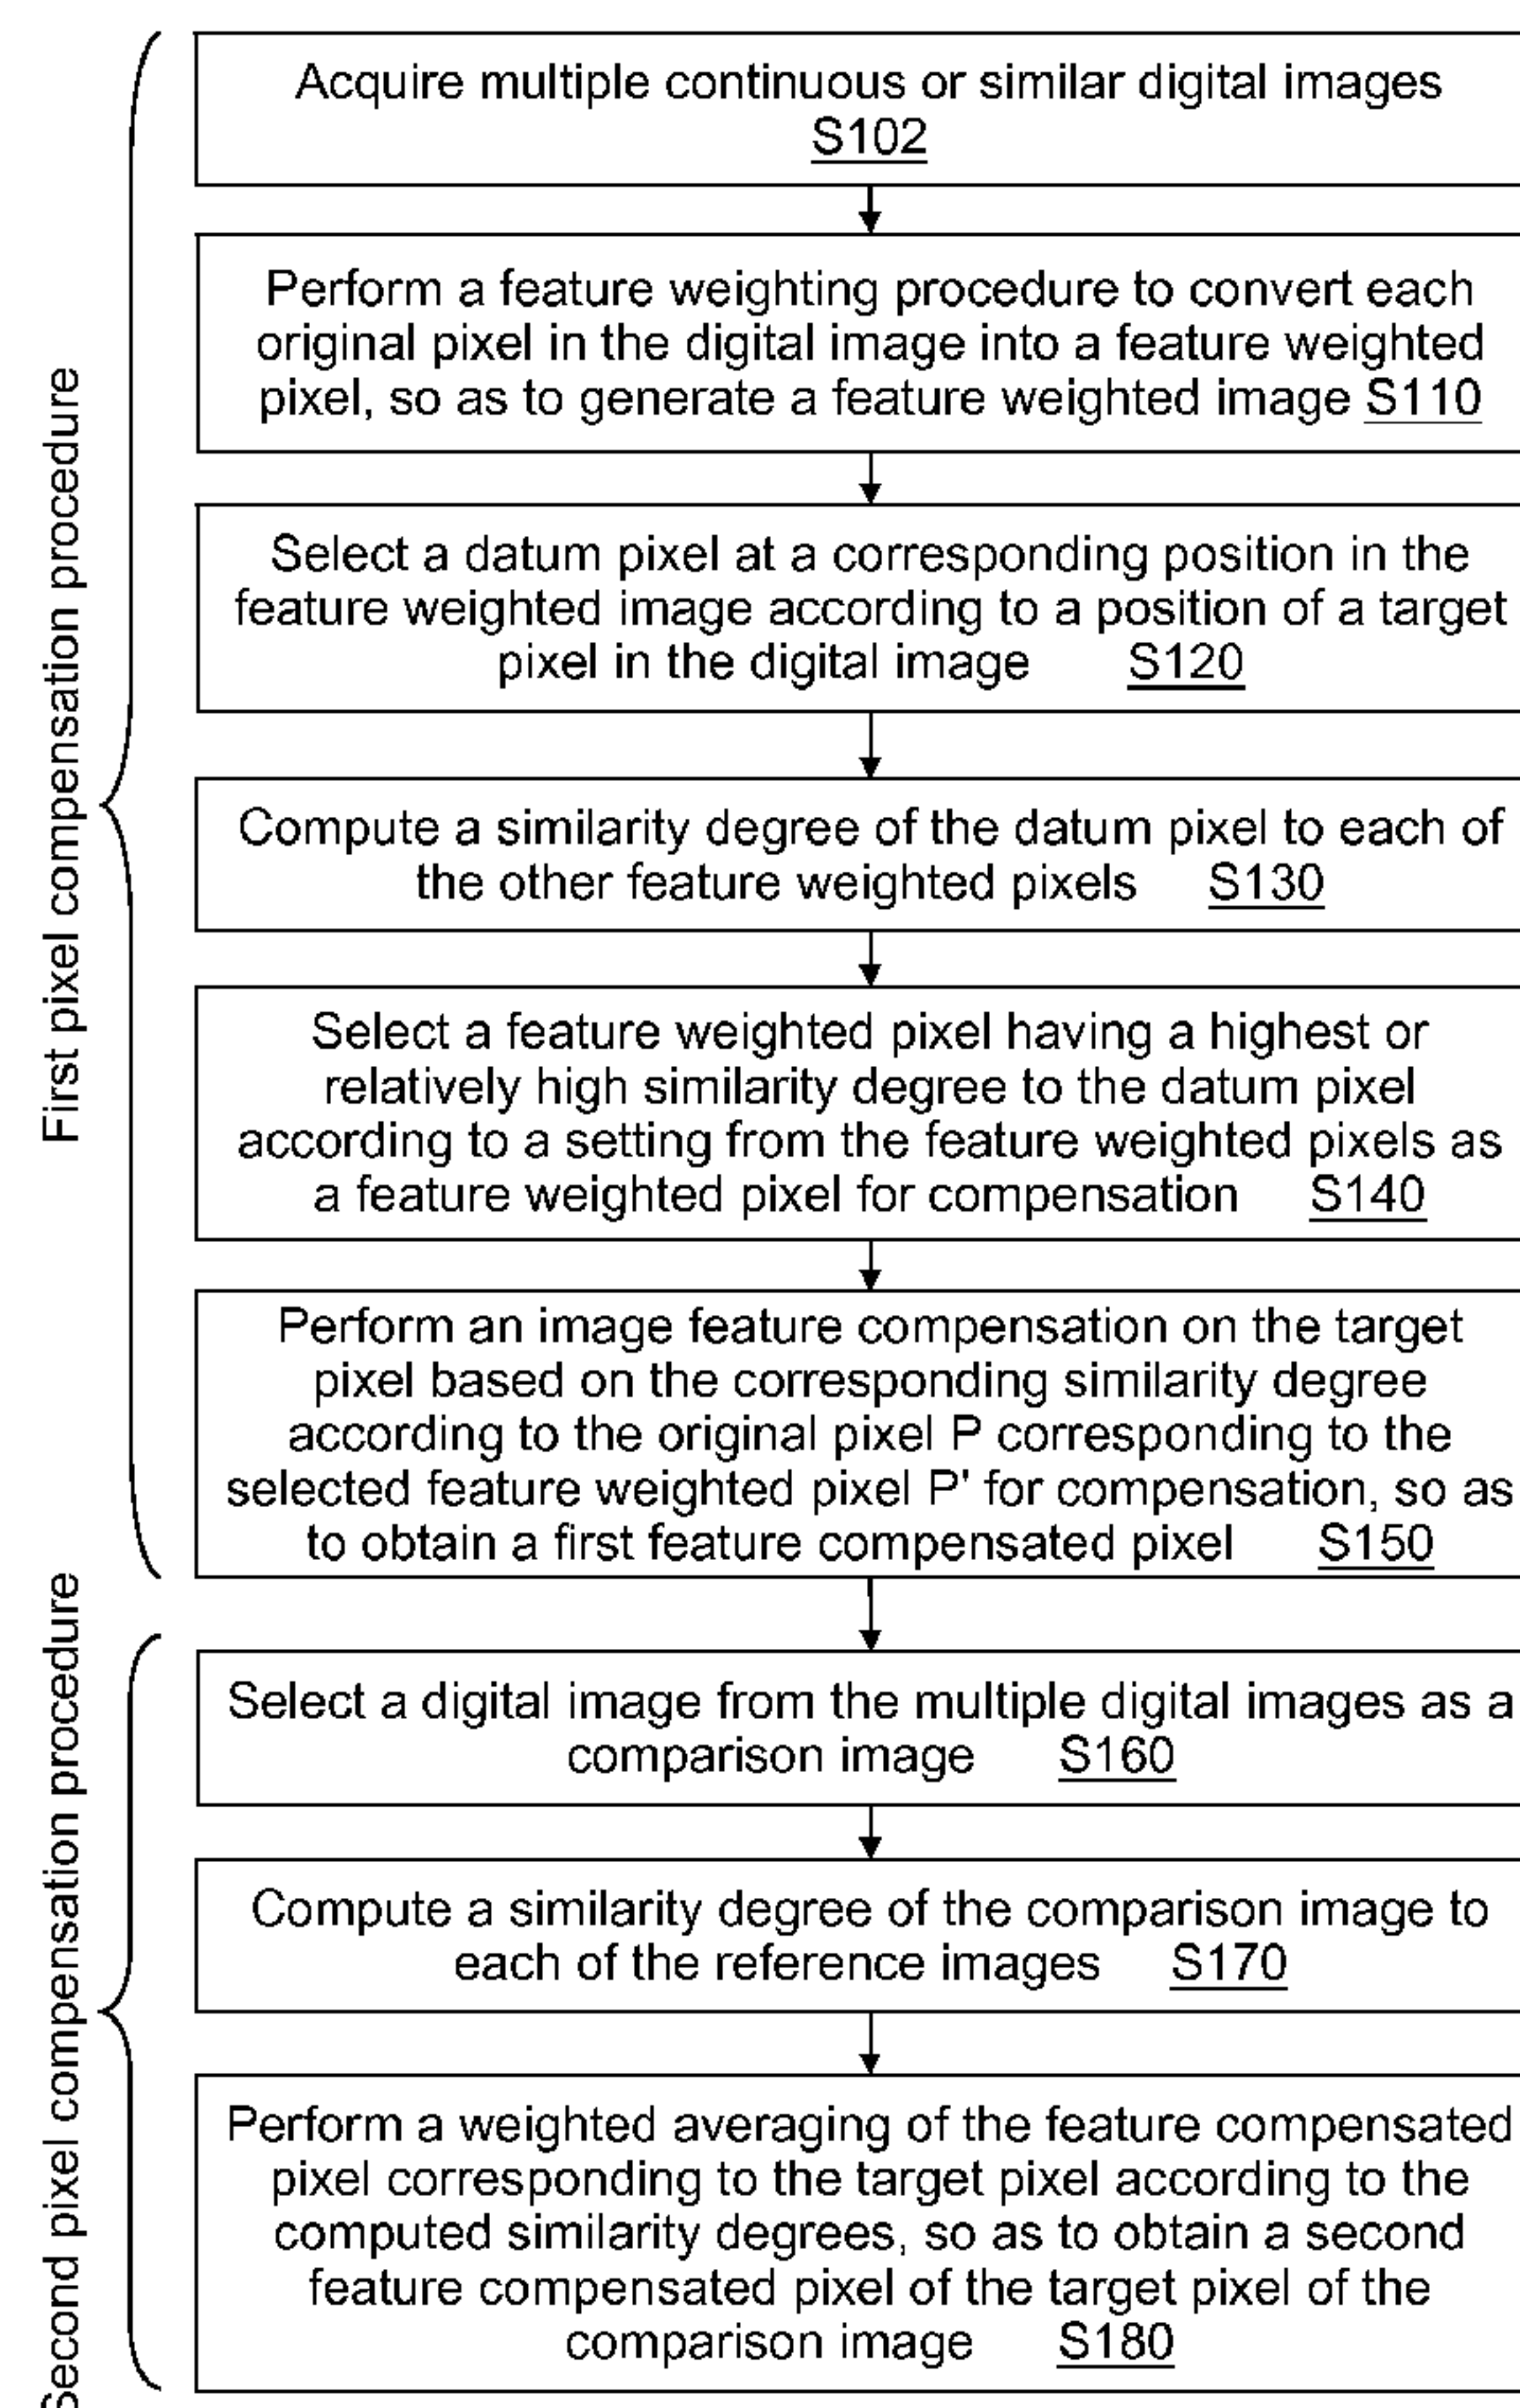 First pixel compensation procedure
Acquire multiple continuous or similar digital images
S102
Perform a feature weighting procedure to convert each
original pixel in the digital image into a feature weighted
pixel, so as to generate a feature weighted image S110
Select a datum pixel at a corresponding position in the
feature weighted image according to a position of a target
pixel in the digital image S120
Compute a similarity degree of the datum pixel to each of
the other feature weighted pixels S130
Select a feature weighted pixel having a highest or
relatively high similarity degree to the datum pixel
according to a setting from the feature weighted pixels as
a feature weighted pixel for compensation S140
Perform an image feature compensation on the target
pixel based on the corresponding similarity degree
according to the original pixel P corresponding to the
selected feature weighted pixel P' for compensation, so as
to obtain a first feature compensated pixel S150
Second pixel compensation procedure
Select a digital image from the multiple digital images as a
comparison image S160
Compute a similarity degree of the comparison image to
each of the reference images S170
Perform a weighted averaging of the feature compensated
pixel corresponding to the target pixel according to the
computed similarity degrees, so as to obtain a second
feature compensated pixel of the target pixel of the
comparison image S180